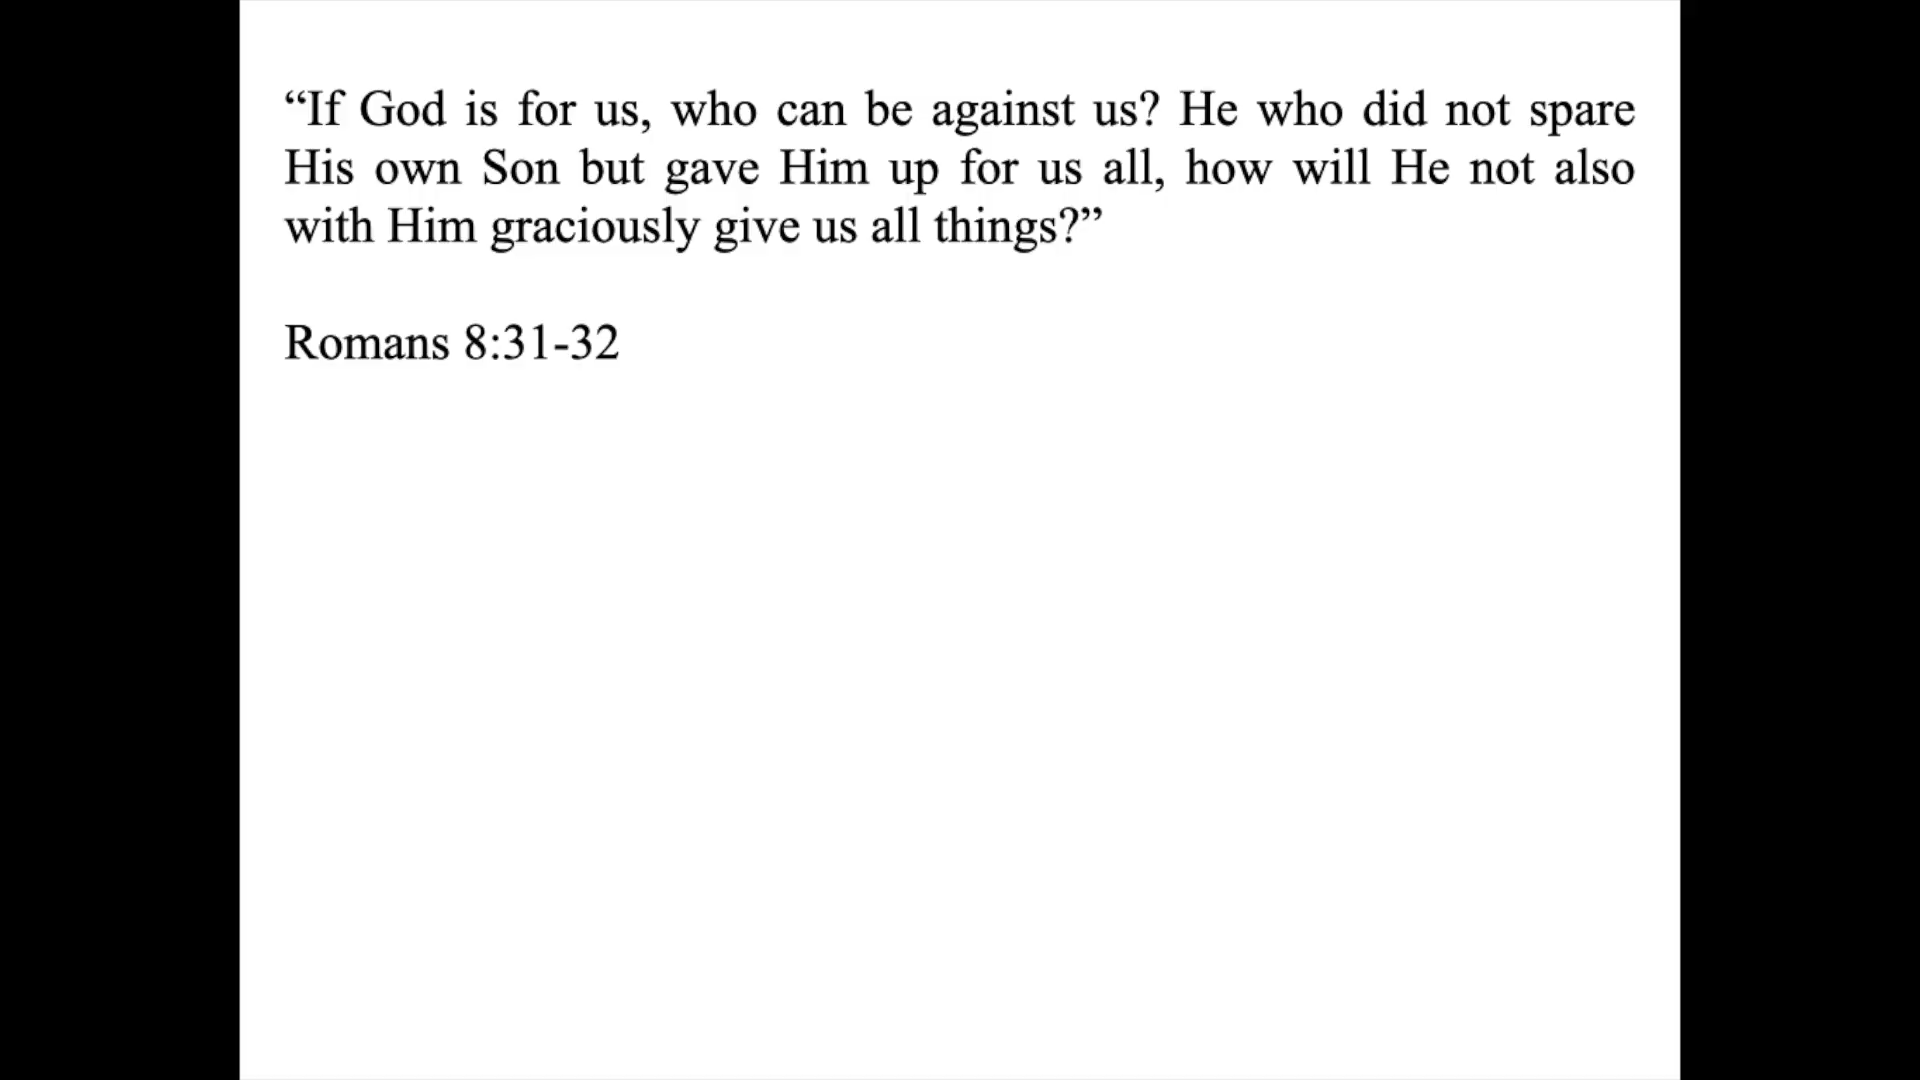 “If God is for us, who can be against us? He who did not spare
His own Son but gave Him up for us all, how will He not also
with Him graciously give us all things?”
Romans 8:31-32